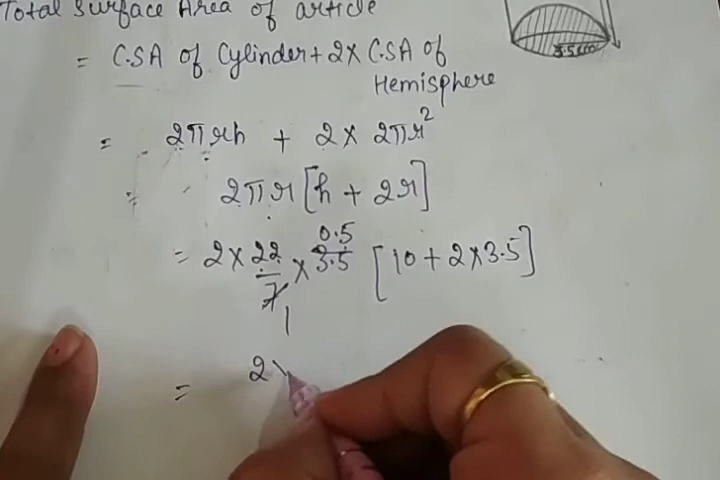 Total Surface Area of article
3.5cm
= C.S.A of Cylinder + 2× C.S.A of
Hemisphere
= 2πrh + 2 × 2πr²
= 2πr [h + 2r]
0.5
= 2 × 22/7 × 3.5 [10 + 2×3.5]
1
= 2 ×